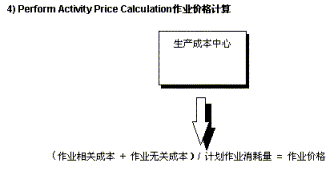 4) Perform Activity Price Calculation作业价格计算
生产成本中心
（作业相关成本 + 作业无关成本）/ 计划作业消耗量 = 作业价格